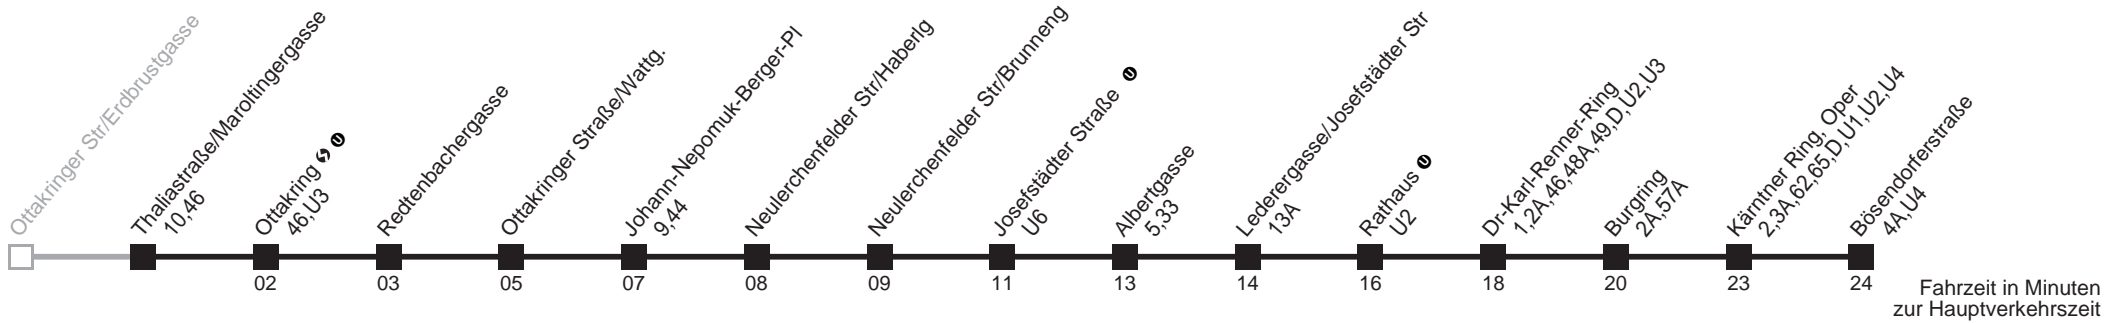 Ottakringer Str/Erdbrustgasse
Thaliastraße/Maroltingergasse
10,46
Ottakring S U
46,U3
Redtenbachergasse
Ottakringer Straße/Wattg.
Johann-Nepomuk-Berger-Pl
9,44
Neulerchenfelder Str/Haberlg
Neulerchenfelder Str/Brunneng
Josefstädter Straße U
U6
Albertgasse
5,33
Lederergasse/Josefstädter Str
13A
Rathaus U
U2
Dr-Karl-Renner-Ring
1,2A,46,48A,49,D,U2,U3
Burgring
2A,57A
Kärntner Ring, Oper
2,3A,62,65,D,U1,U2,U4
Bösendorferstraße
4A,U4
02 03 05 07 08 09 11 13 14 16 18 20 23 24
Fahrzeit in Minuten
zur Hauptverkehrszeit